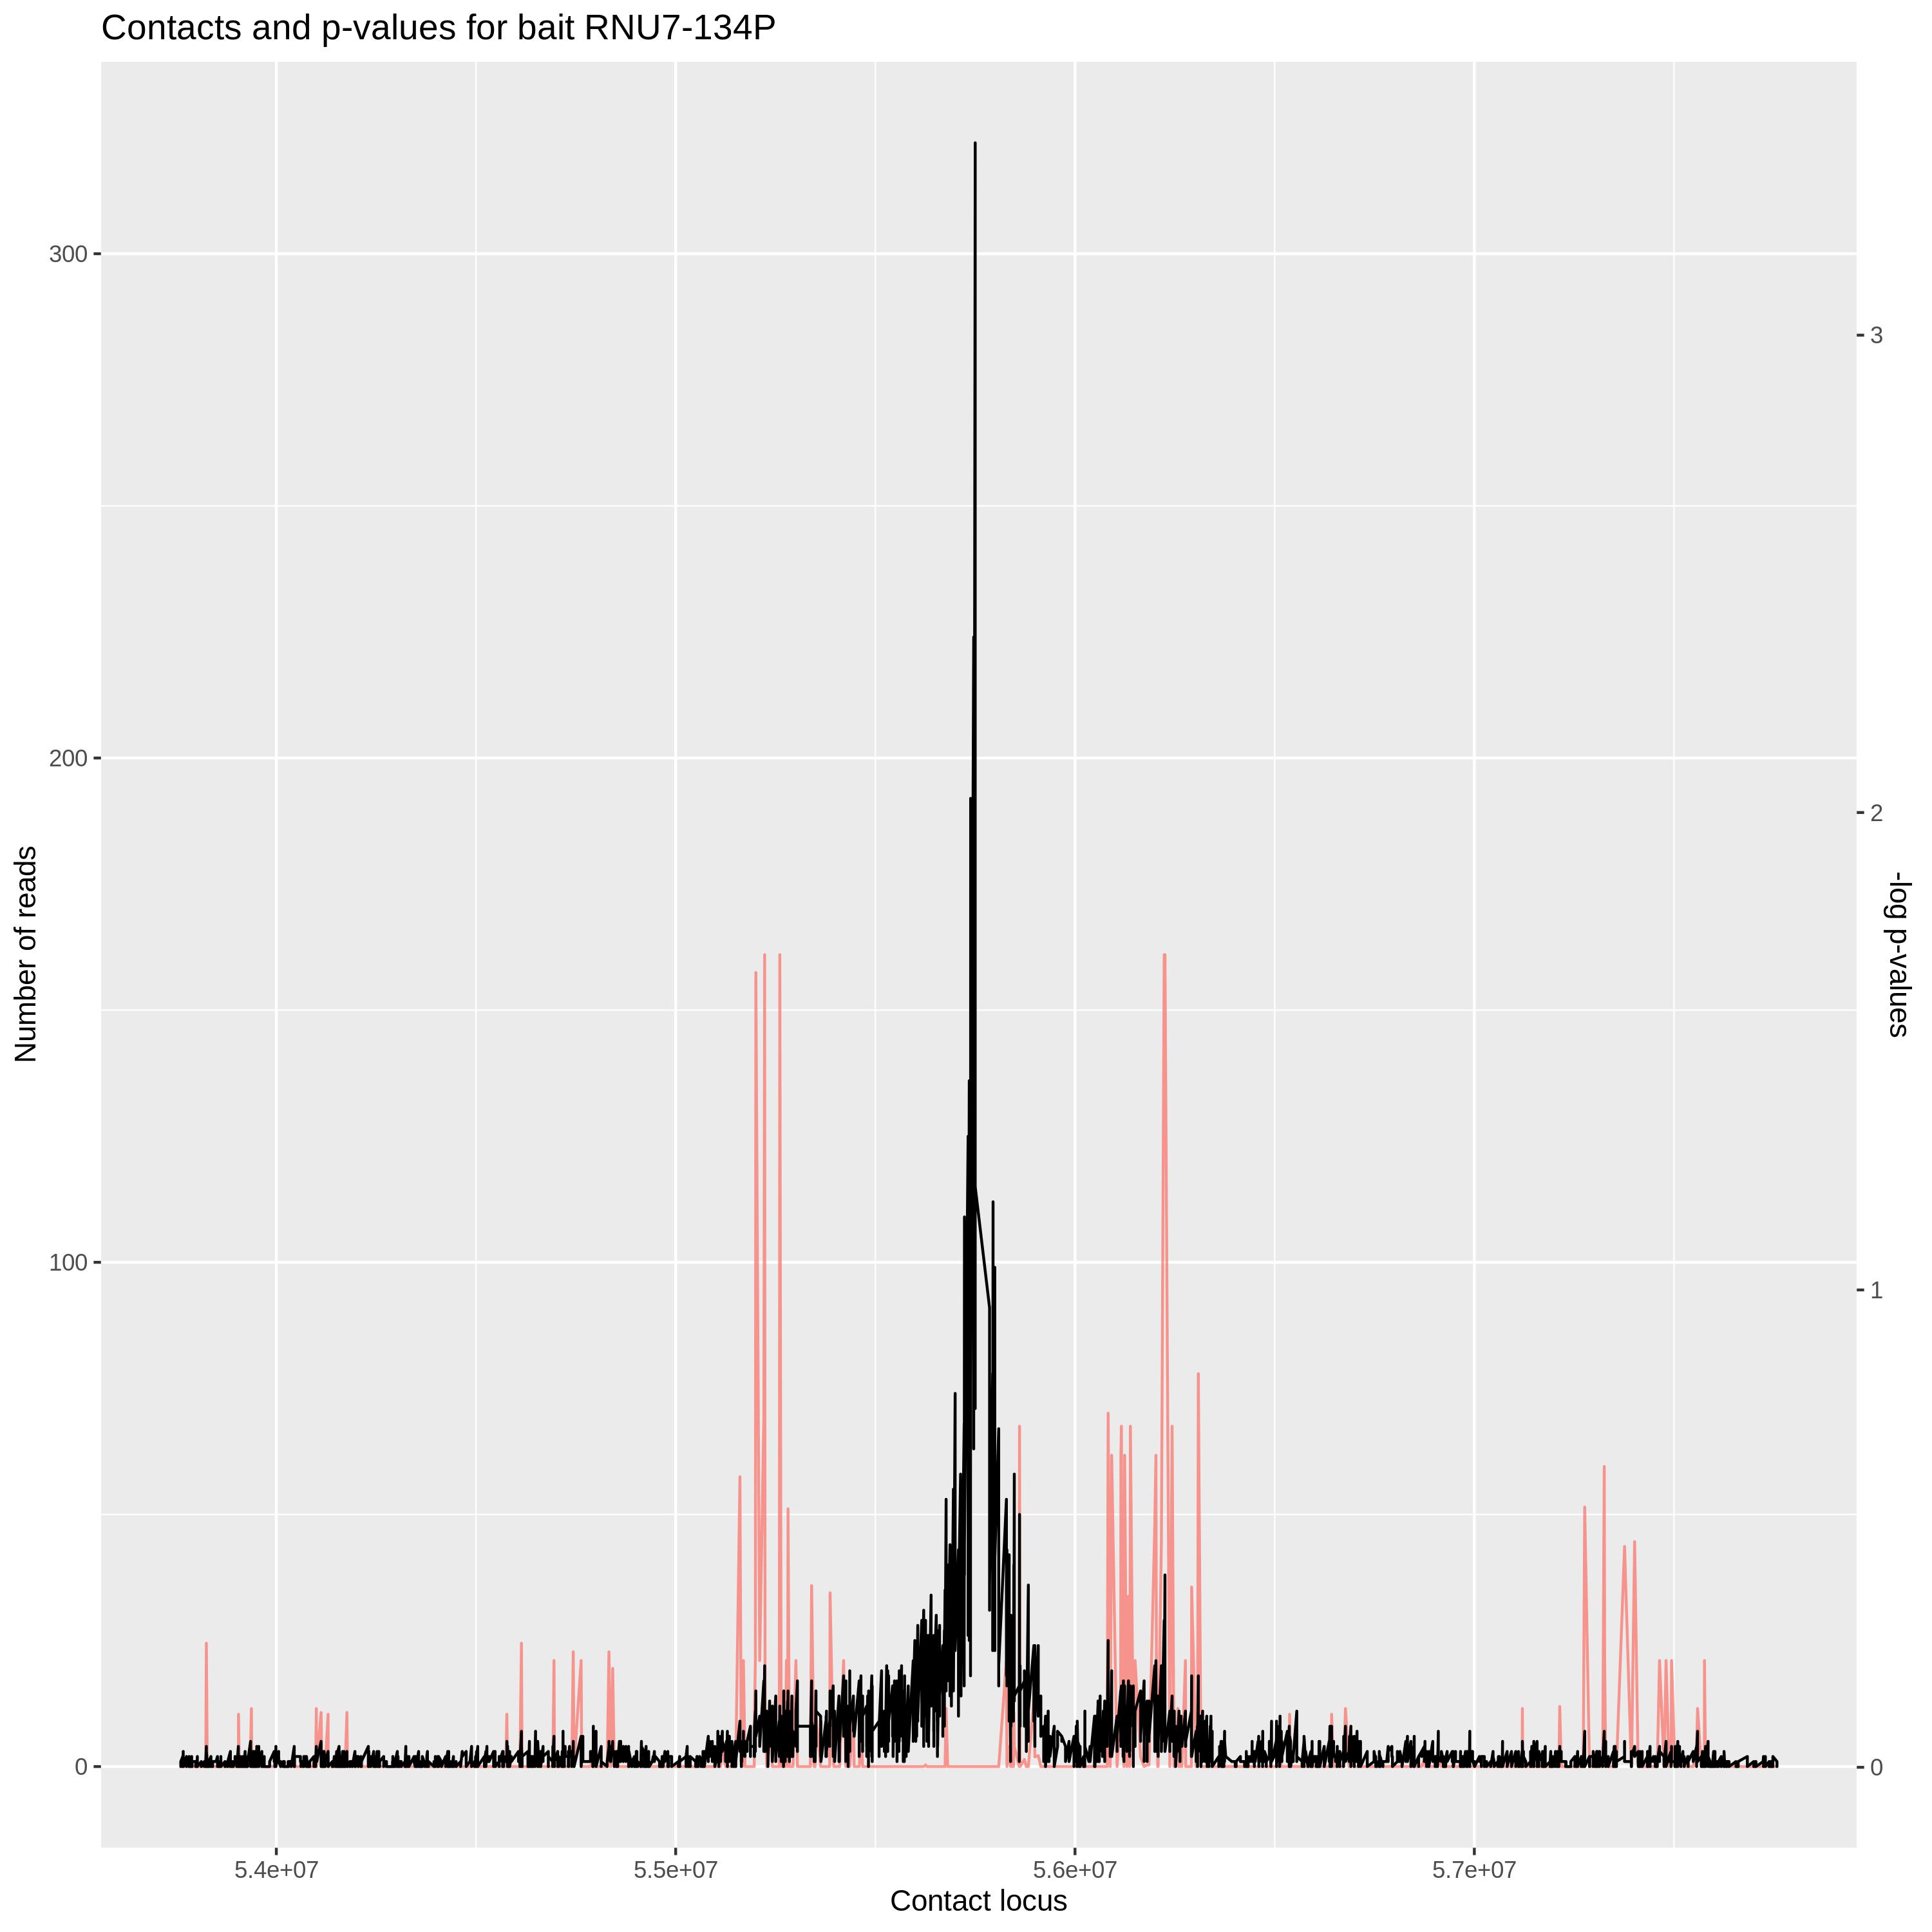 Contacts and p-values for bait RNU7-134P
Number of reads
300
200
100
0
3
2
1
0
-log p-values
5.4e+07
5.5e+07
5.6e+07
5.7e+07
Contact locus